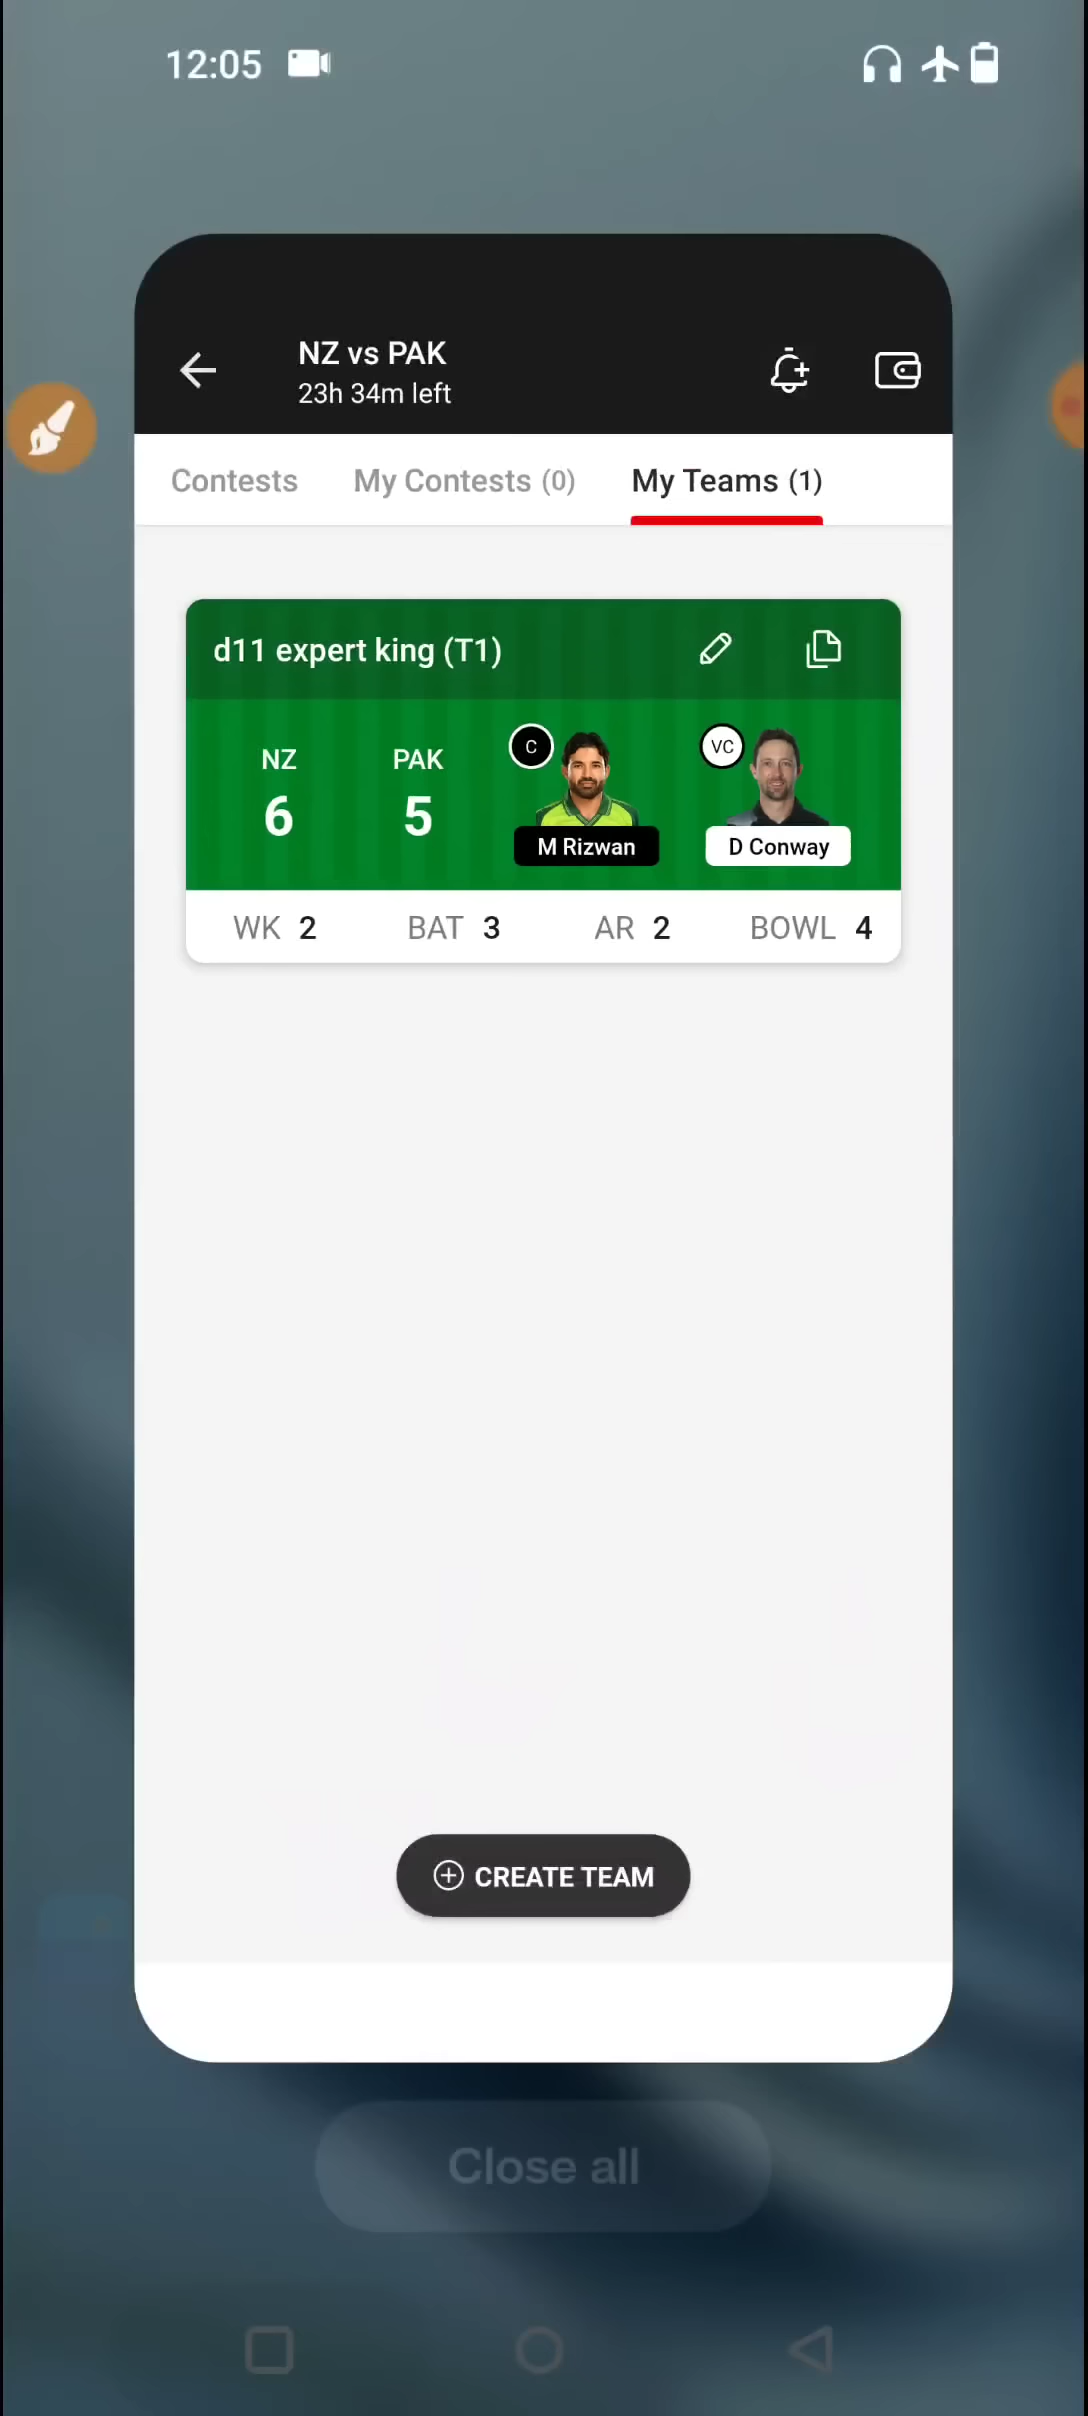 12:05
NZ vs PAK
23h 34m left
Contests My Contests (0) My Teams (1)
d11 expert king (T1)
NZ PAK C VC
6 5
M Rizwan D Conway
WK 2 BAT 3 AR 2 BOWL 4
CREATE TEAM
Close all